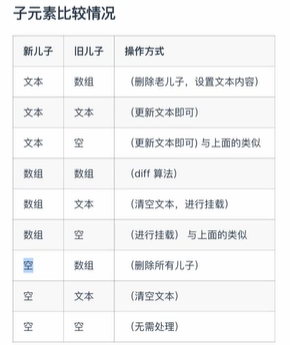 子元素比较情况
新儿子 旧儿子 操作方式
文本 数组 （删除老儿子，设置文本内容）
文本 文本 （更新文本即可）
文本 空 （更新文本即可) 与上面的类似
数组 数组 （diff 算法）
数组 文本 （清空文本，进行挂载）
数组 空 （进行挂载） 与上面的类似
空 数组 （删除所有儿子）
空 文本 （清空文本）
空 空 （无需处理）